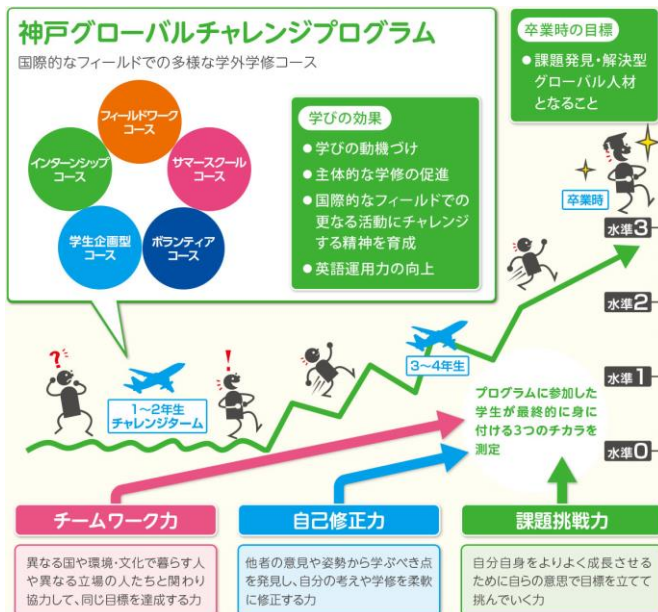 神戸グローバルチャレンジプログラム
国際的なフィールドでの多様な学外学修コース
フィールドワーク
コース
インターンシップ
コース
サマースクール
コース
学生企画型
コース
ボランティア
コース
学びの効果
●学びの動機づけ
●主体的な学修の促進
●国際的なフィールドでの
更なる活動にチャレンジ
する精神を育成
●英語運用力の向上
卒業時の目標
●課題発見・解決型
グローバル人材
となること
卒業時
水準3
水準2
水準1
水準0
?
1〜2年生
チャレンジターム
!
3〜4年生
プログラムに参加した
学生が最終的に身に
付ける3つのチカラを
測定
チームワーク力
異なる国や環境・文化で暮らす人
や異なる立場の人たちと関わり
協力して、同じ目標を達成する力
自己修正力
他者の意見や姿勢から学ぶべき点
を発見し、自分の考えや学修を柔軟
に修正する力
課題挑戦力
自分自身をよりよく成長させる
ために自らの意思で目標を立てて
挑んでいく力